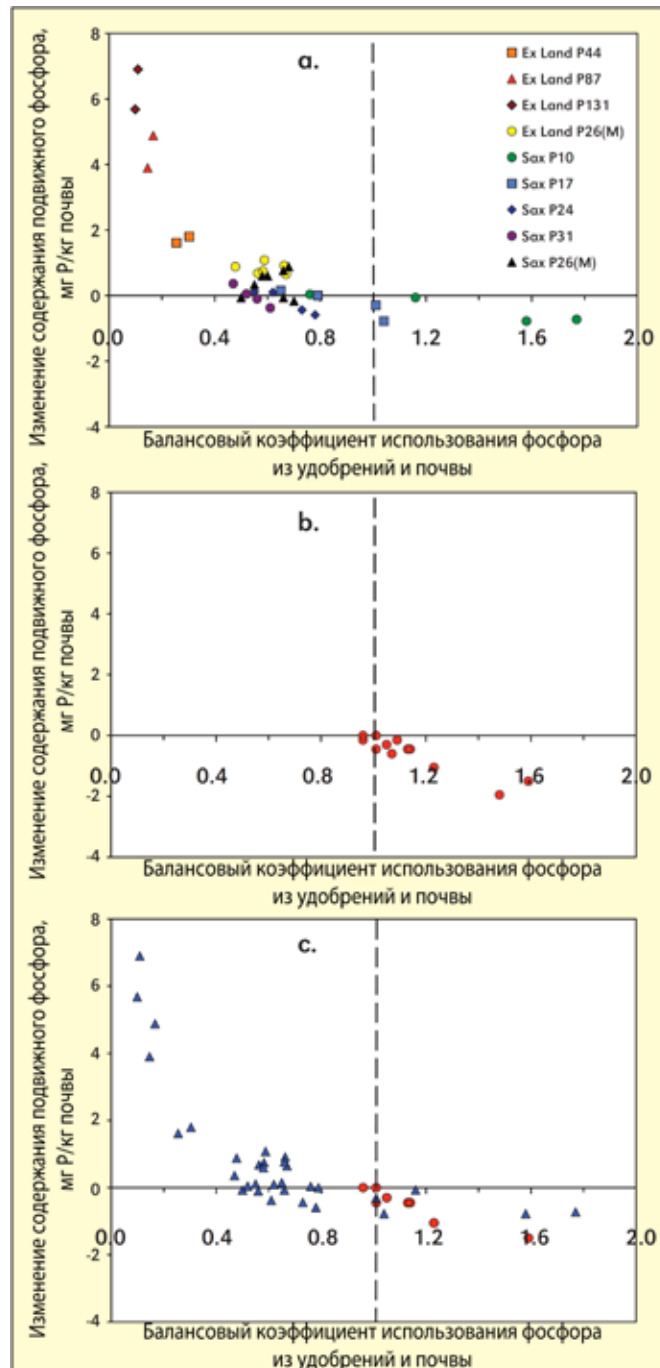 8
6
4
2
0
-2
-4
Изменение содержания подвижного фосфора,
мг P/кг почвы
a.
Ex Land P44
Ex Land P87
Ex Land P131
Ex Land P26(M)
Sax P10
Sax P17
Sax P24
Sax P31
Sax P26(M)
0.0 0.4 0.8 1.2 1.6 2.0
Балансовый коэффициент использования фосфора
из удобрений и почвы
8
6
4
2
0
-2
-4
Изменение содержания подвижного фосфора,
мг P/кг почвы
b.
0.0 0.4 0.8 1.2 1.6 2.0
Балансовый коэффициент использования фосфора
из удобрений и почвы
8
6
4
2
0
-2
-4
Изменение содержания подвижного фосфора,
мг P/кг почвы
c.
0.0 0.4 0.8 1.2 1.6 2.0
Балансовый коэффициент использования фосфора
из удобрений и почвы